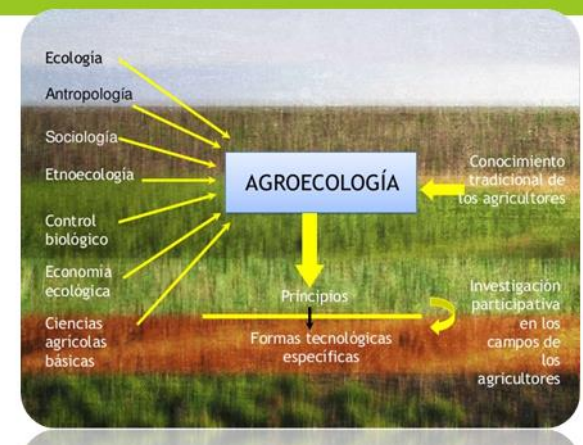 Ecología
Antropología
Sociología
Etnoecología
Control
biológico
Economía
ecológica
Ciencias
agrícolas
básicas
AGROECOLOGÍA
Conocimiento
tradicional de
los agricultores
Principios
Formas tecnológicas
específicas
Investigación
participativa
en los
campos de
los
agricultores